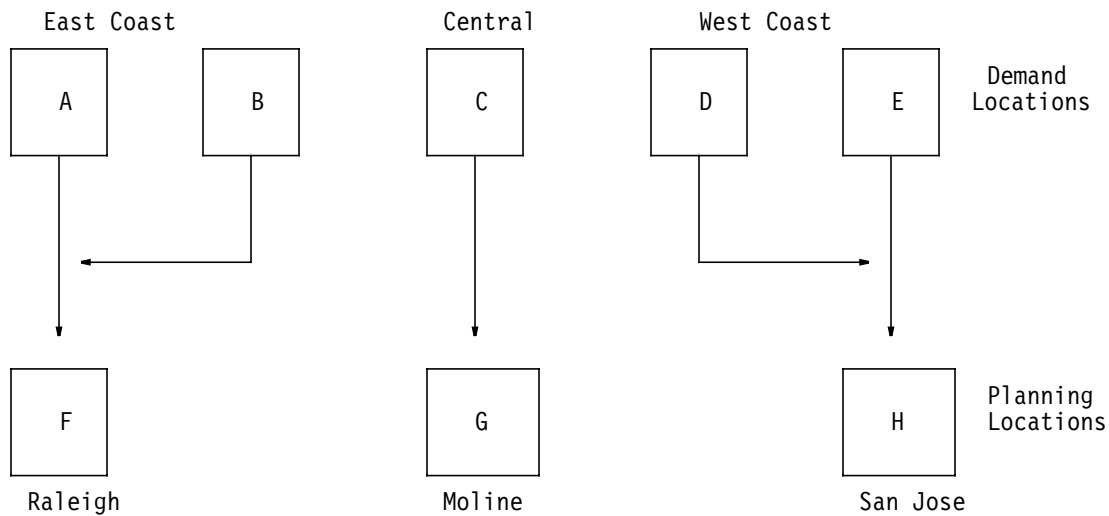 East Coast
Central
West Coast
A
B
C
D
E
Demand
Locations
F
G
H
Planning
Locations
Raleigh
Moline
San Jose